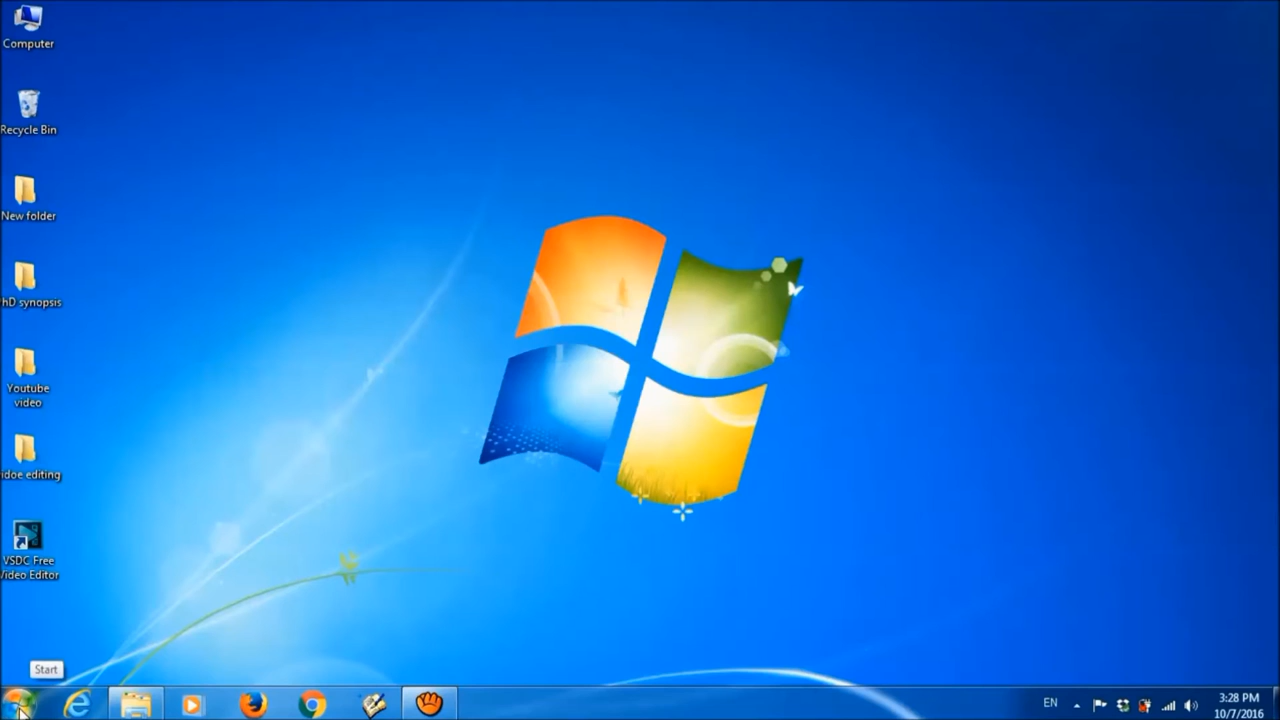 Computer
Recycle Bin
New folder
hD synopsis
Youtube
video
idoe editing
VSDC Free
Video Editor
Start
EN
3:28 PM
10/7/2016